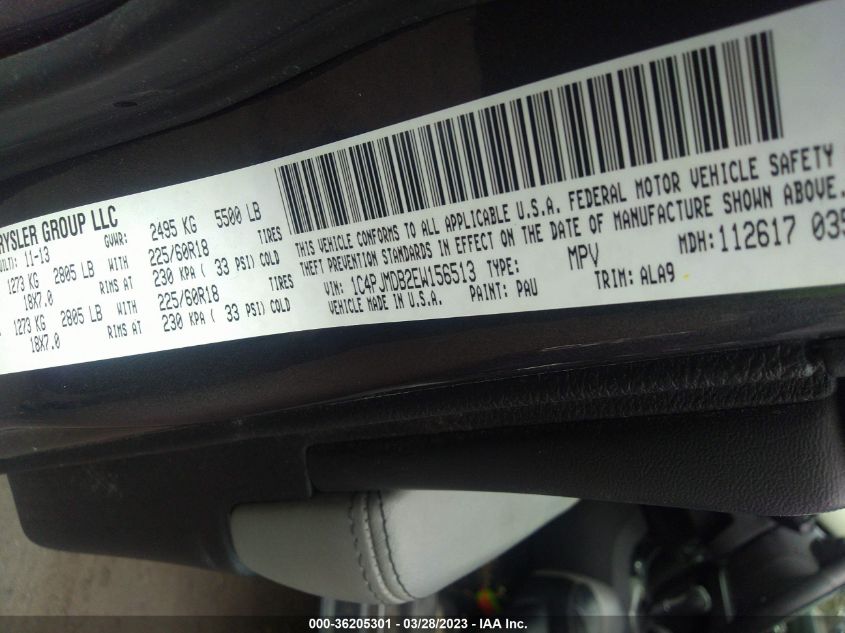 RYSLER GROUP LLC
11-13 GVWR: 2495 KG 5500 LB
1273 KG 2805 LB WITH 225/60R18 TIRES
18X7.0 RIMS AT 230 KPA ( 33 PSI) COLD
1273 KG 2805 LB WITH 225/60R18 TIRES
18X7.0 RIMS AT 230 KPA ( 33 PSI) COLD
THIS VEHICLE CONFORMS TO ALL APPLICABLE U.S.A. FEDERAL MOTOR VEHICLE SAFETY
THEFT PREVENTION STANDARDS IN EFFECT ON THE DATE OF MANUFACTURE SHOWN ABOVE.
VIN: 1C4PJMDB2EW156513 TYPE: MPV MDH: 112617 035
VEHICLE MADE IN U.S.A. PAINT: PAU TRIM: ALA9
000-36205301 - 03/28/2023 - IAA Inc.